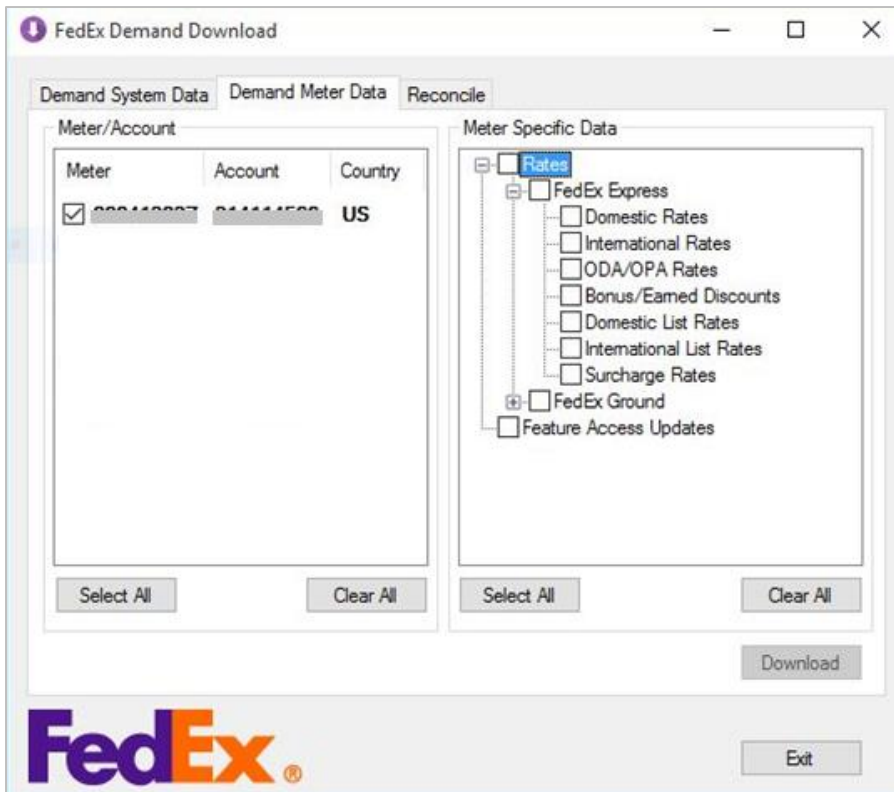 FedEx Demand Download
Demand System Data Demand Meter Data Reconcile
Meter/Account
Meter Account Country
US
Select All Clear All
Meter Specific Data
Rates
FedEx Express
Domestic Rates
International Rates
ODA/OPA Rates
Bonus/Earned Discounts
Domestic List Rates
International List Rates
Surcharge Rates
FedEx Ground
Feature Access Updates
Select All Clear All
Download
FedEx®
Exit